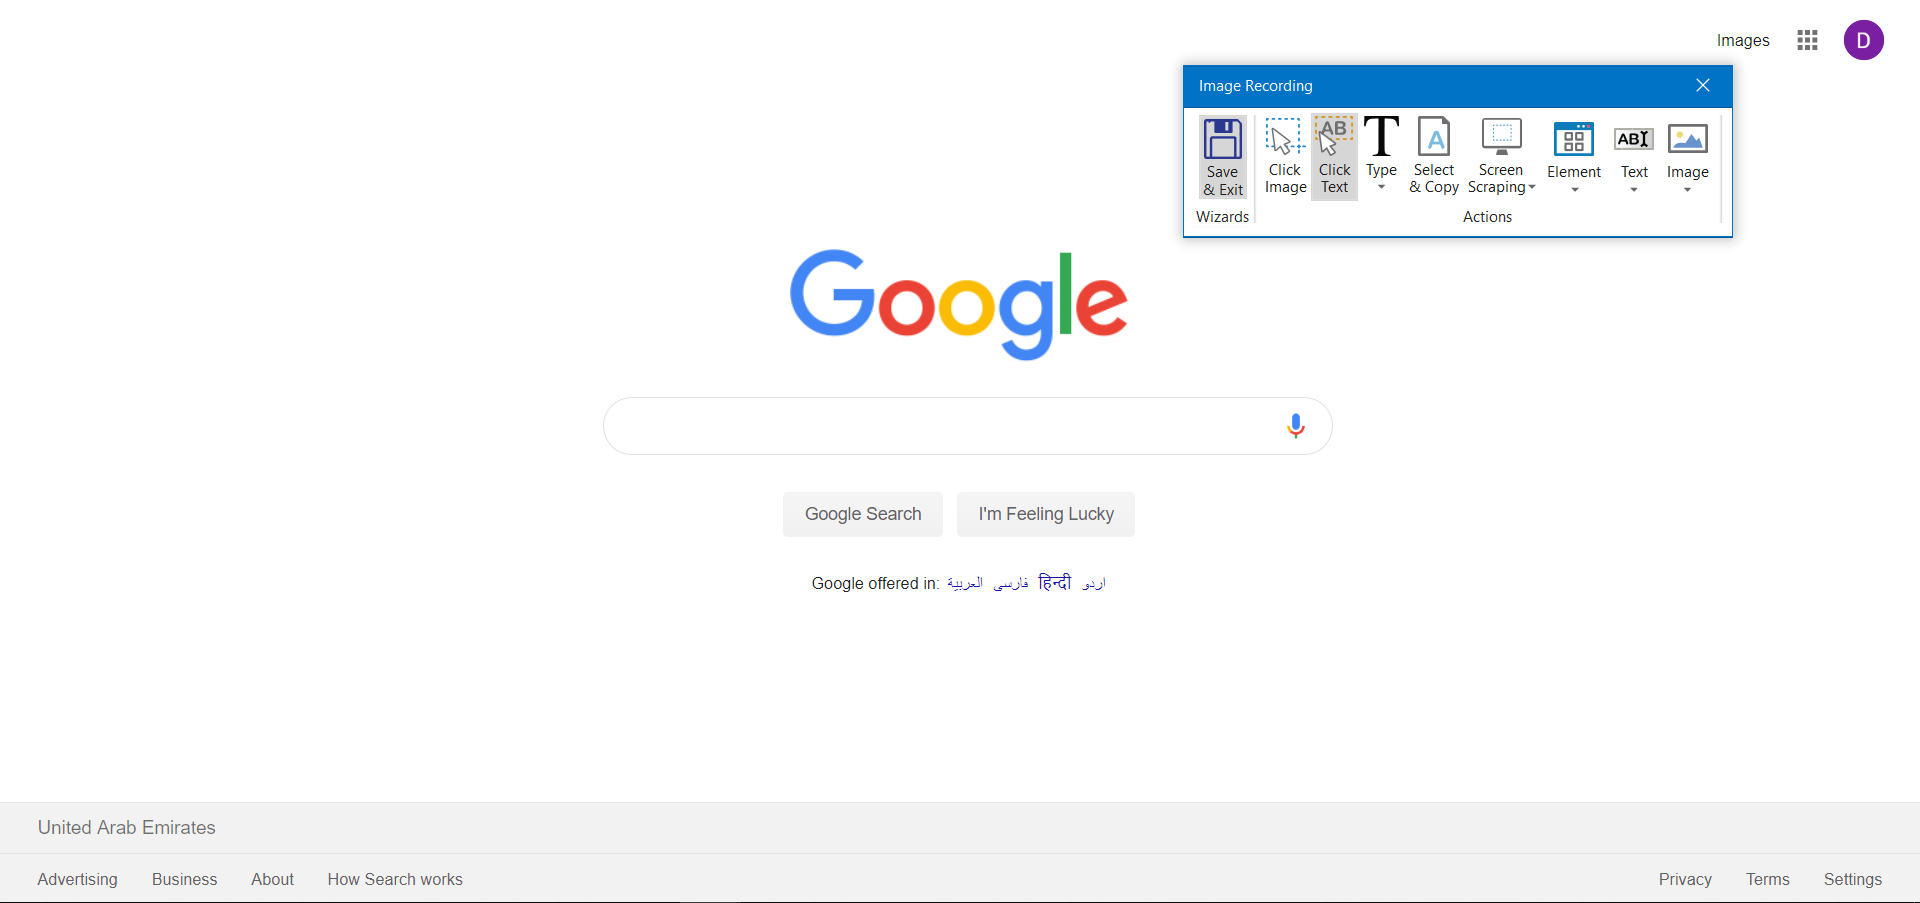 Images
D
Image Recording
Save & Exit
Click Image
AB
Click Text
T
Type
A
Select & Copy
Screen Scraping
Element
ABI
Text
Image
Wizards
Actions
Google
Google Search
I'm Feeling Lucky
Google offered in: العربية فارسی हिन्दी اردو
United Arab Emirates
Advertising Business About How Search works
Privacy Terms Settings